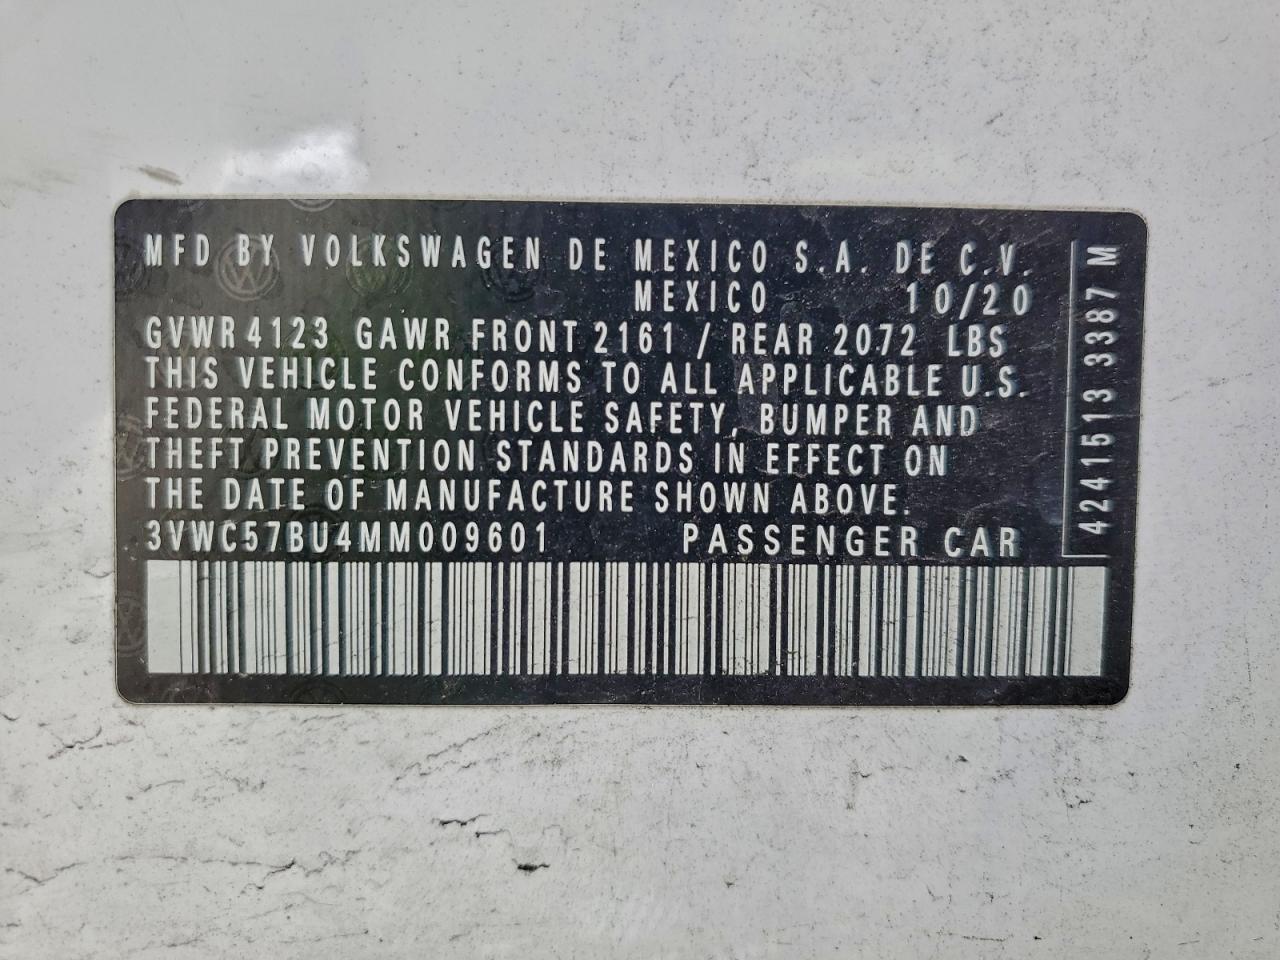 MFD BY VOLKSWAGEN DE MEXICO S.A. DE C.V.
MEXICO 10/20
GVWR 4123 GAWR FRONT 2161 / REAR 2072 LBS
THIS VEHICLE CONFORMS TO ALL APPLICABLE U.S.
FEDERAL MOTOR VEHICLE SAFETY, BUMPER AND
THEFT PREVENTION STANDARDS IN EFFECT ON
THE DATE OF MANUFACTURE SHOWN ABOVE.
3VWC57BU4MM009601 PASSENGER CAR
4241513 3387 M